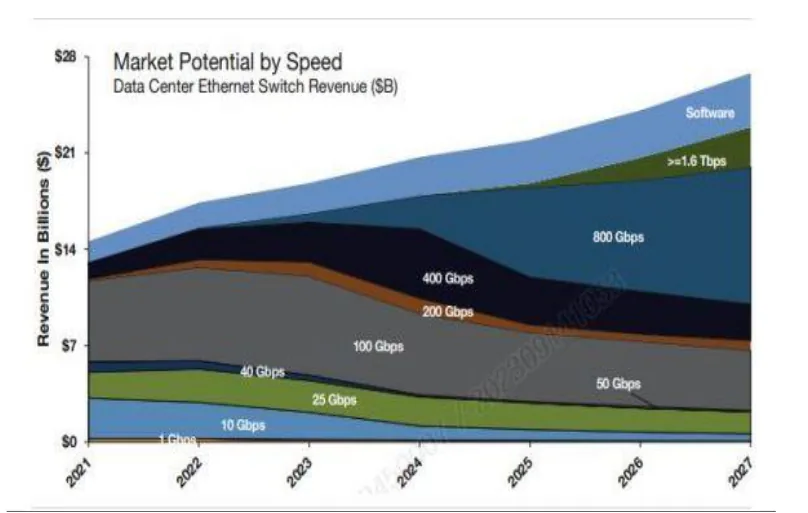 Market Potential by Speed
Data Center Ethernet Switch Revenue ($B)
Revenue In Billions ($)
$28
$21
$14
$7
$0
Software
>=1.6 Tbps
800 Gbps
400 Gbps
200 Gbps
100 Gbps
50 Gbps
40 Gbps
25 Gbps
10 Gbps
1 Gbps
2021
2022
2023
2024
2025
2026
2027